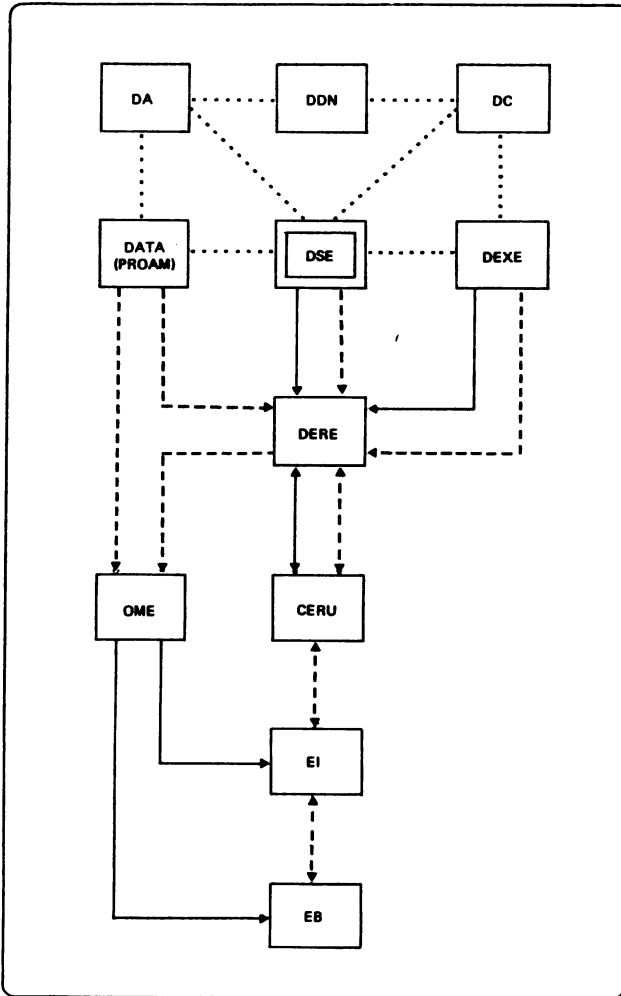 DA
DDN
DC
DATA
(PROAM)
DSE
DEXE
DERE
OME
CERU
EI
EB